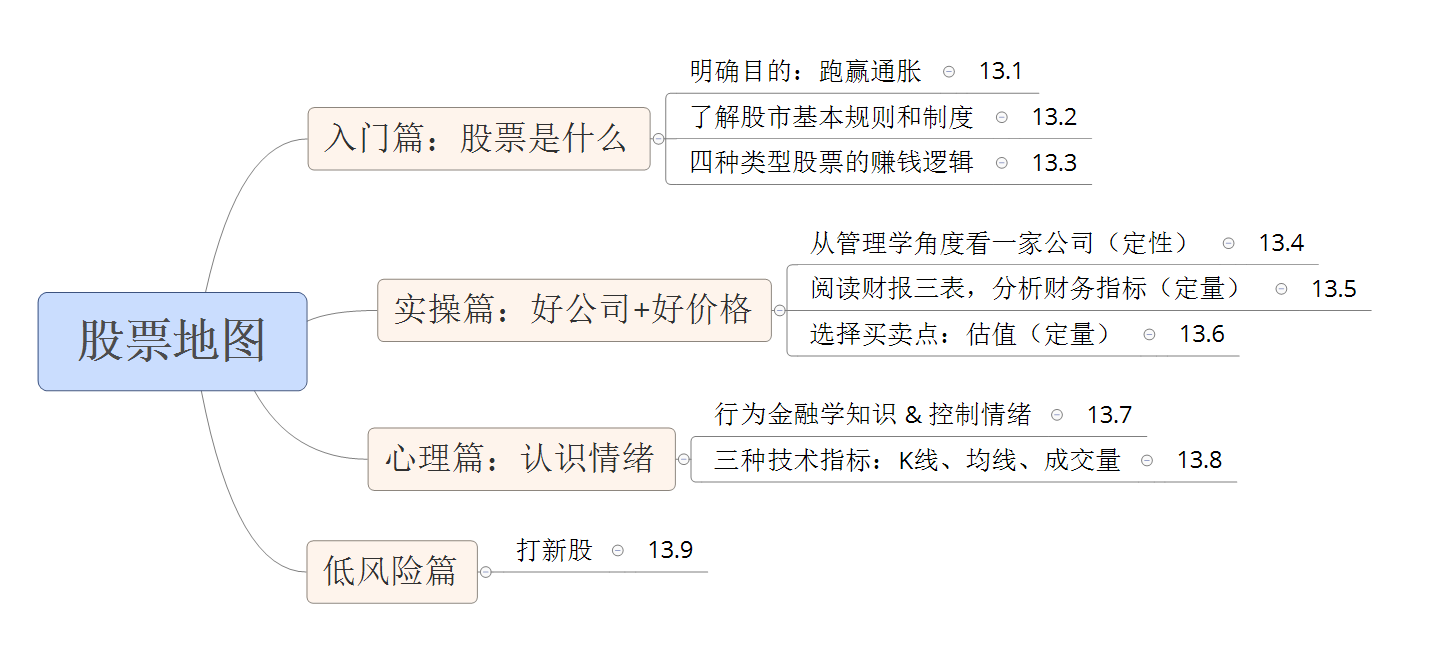 股票地图
入门篇：股票是什么
明确目的：跑赢通胀 13.1
了解股市基本规则和制度 13.2
四种类型股票的赚钱逻辑 13.3
实操篇：好公司+好价格
从管理学角度看一家公司（定性） 13.4
阅读财报三表，分析财务指标（定量） 13.5
选择买卖点：估值（定量） 13.6
心理篇：认识情绪
行为金融学知识 & 控制情绪 13.7
三种技术指标：K线、均线、成交量 13.8
低风险篇
打新股 13.9